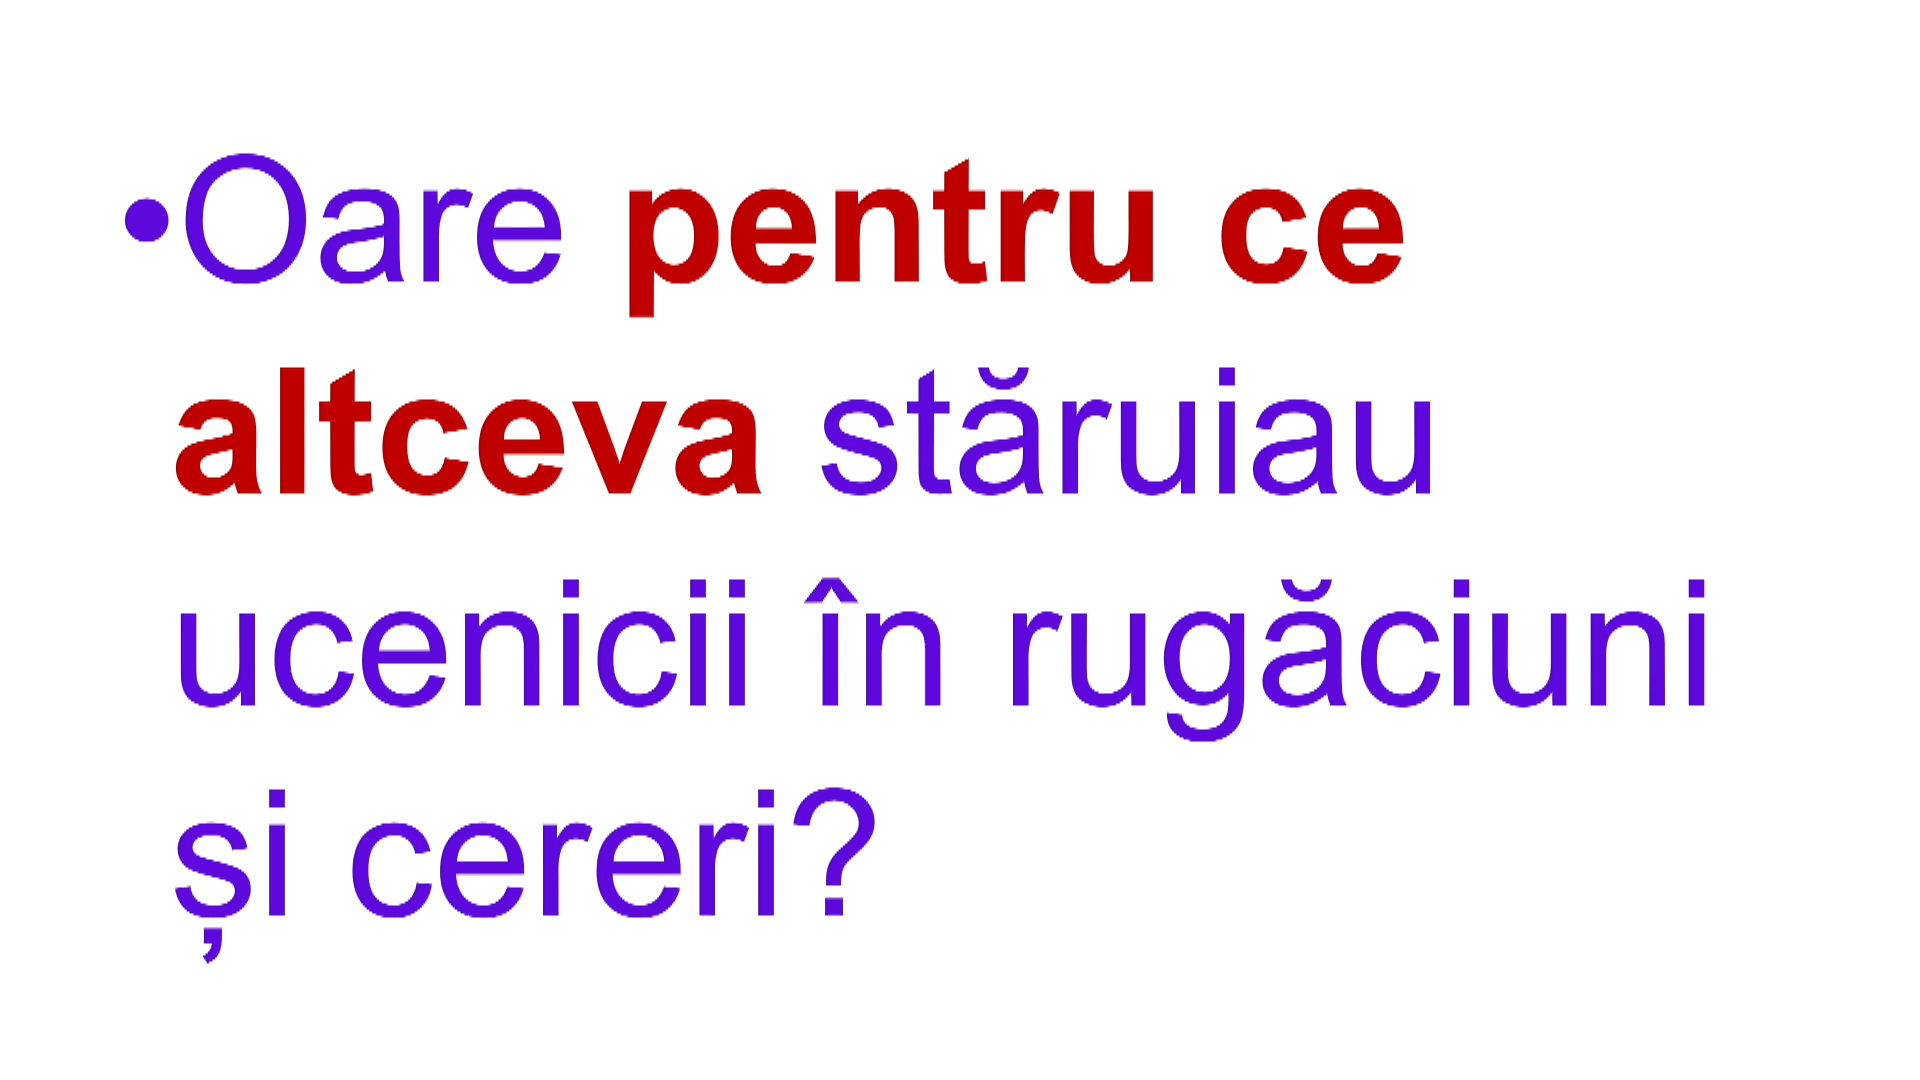 •Oare pentru ce
altceva stăruiau
ucenicii în rugăciuni
și cereri?